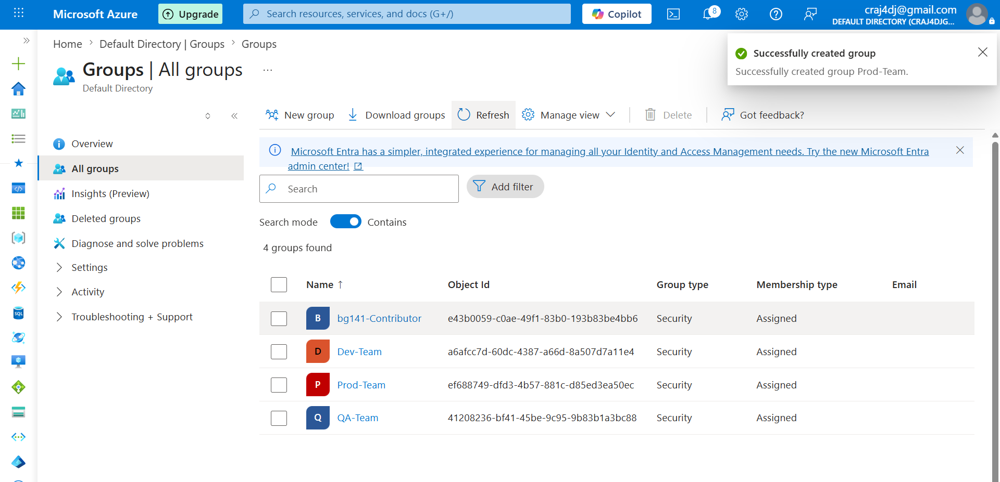 Microsoft Azure
Upgrade
Search resources, services, and docs (G+/)
Copilot
8
craj4dj@gmail.com
DEFAULT DIRECTORY (CRAJ4DJG...
Home > Default Directory | Groups > Groups
Groups | All groups ...
Default Directory
Successfully created group
Successfully created group Prod-Team.
New group
Download groups
Refresh
Manage view
Delete
Got feedback?
Overview
All groups
Insights (Preview)
Deleted groups
Diagnose and solve problems
Settings
Activity
Troubleshooting + Support
Microsoft Entra has a simpler, integrated experience for managing all your Identity and Access Management needs. Try the new Microsoft Entra
admin center!
Search
Add filter
Search mode Contains
4 groups found
Name ↑ Object Id Group type Membership type Email
B bg141-Contributor e43b0059-c0ae-49f1-83b0-193b83be4bb6 Security Assigned
D Dev-Team a6afcc7d-60dc-4387-a66d-8a507d7a11e4 Security Assigned
P Prod-Team ef688749-dfd3-4b57-881c-d85ed3ea50ec Security Assigned
Q QA-Team 41208236-bf41-45be-9c95-9b83b1a3bc88 Security Assigned
SQL